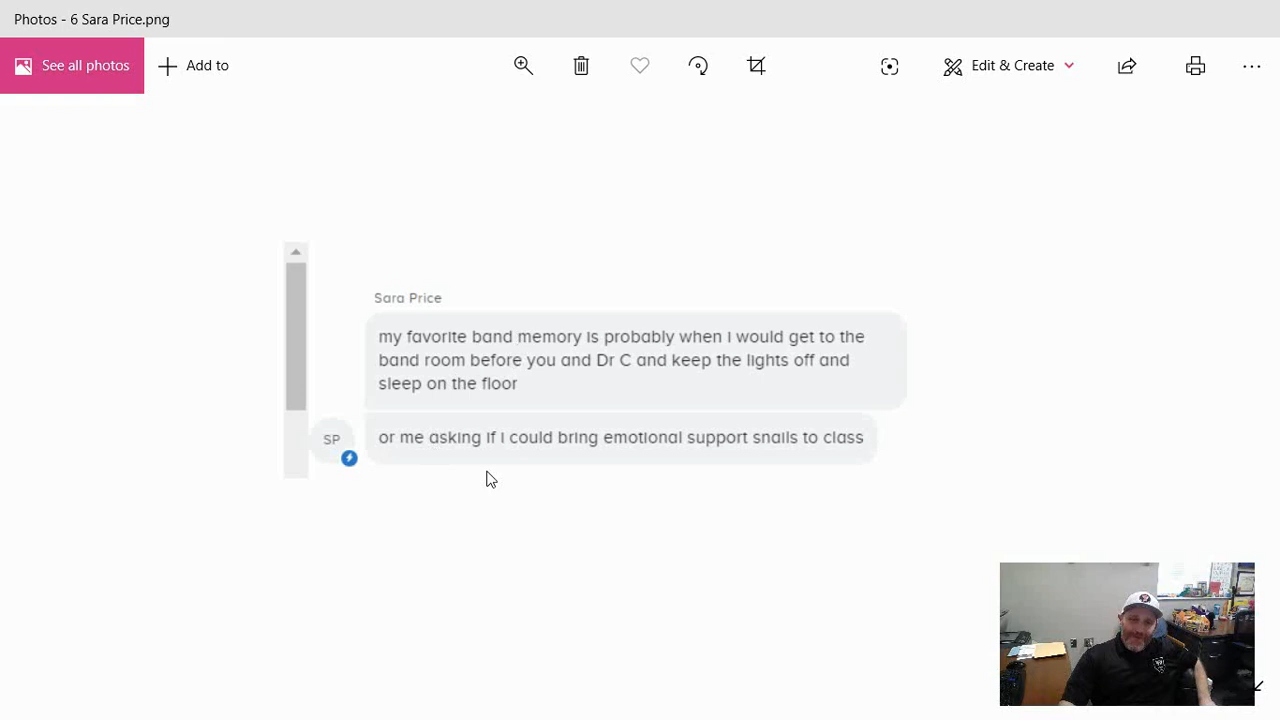 Photos - 6 Sara Price.png
See all photos
Add to
Edit & Create
Sara Price
my favorite band memory is probably when I would get to the
band room before you and Dr C and keep the lights off and
sleep on the floor
or me asking if I could bring emotional support snails to class
SP